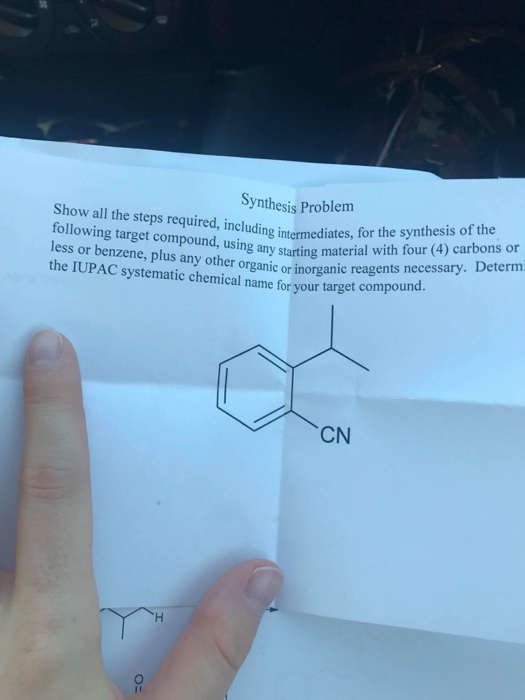 Synthesis Problem
Show all the steps required, including intermediates, for the synthesis of the
following target compound, using any starting material with four (4) carbons or
less or benzene, plus any other organic or inorganic reagents necessary. Determ
the IUPAC systematic chemical name for your target compound.
CN
H
O